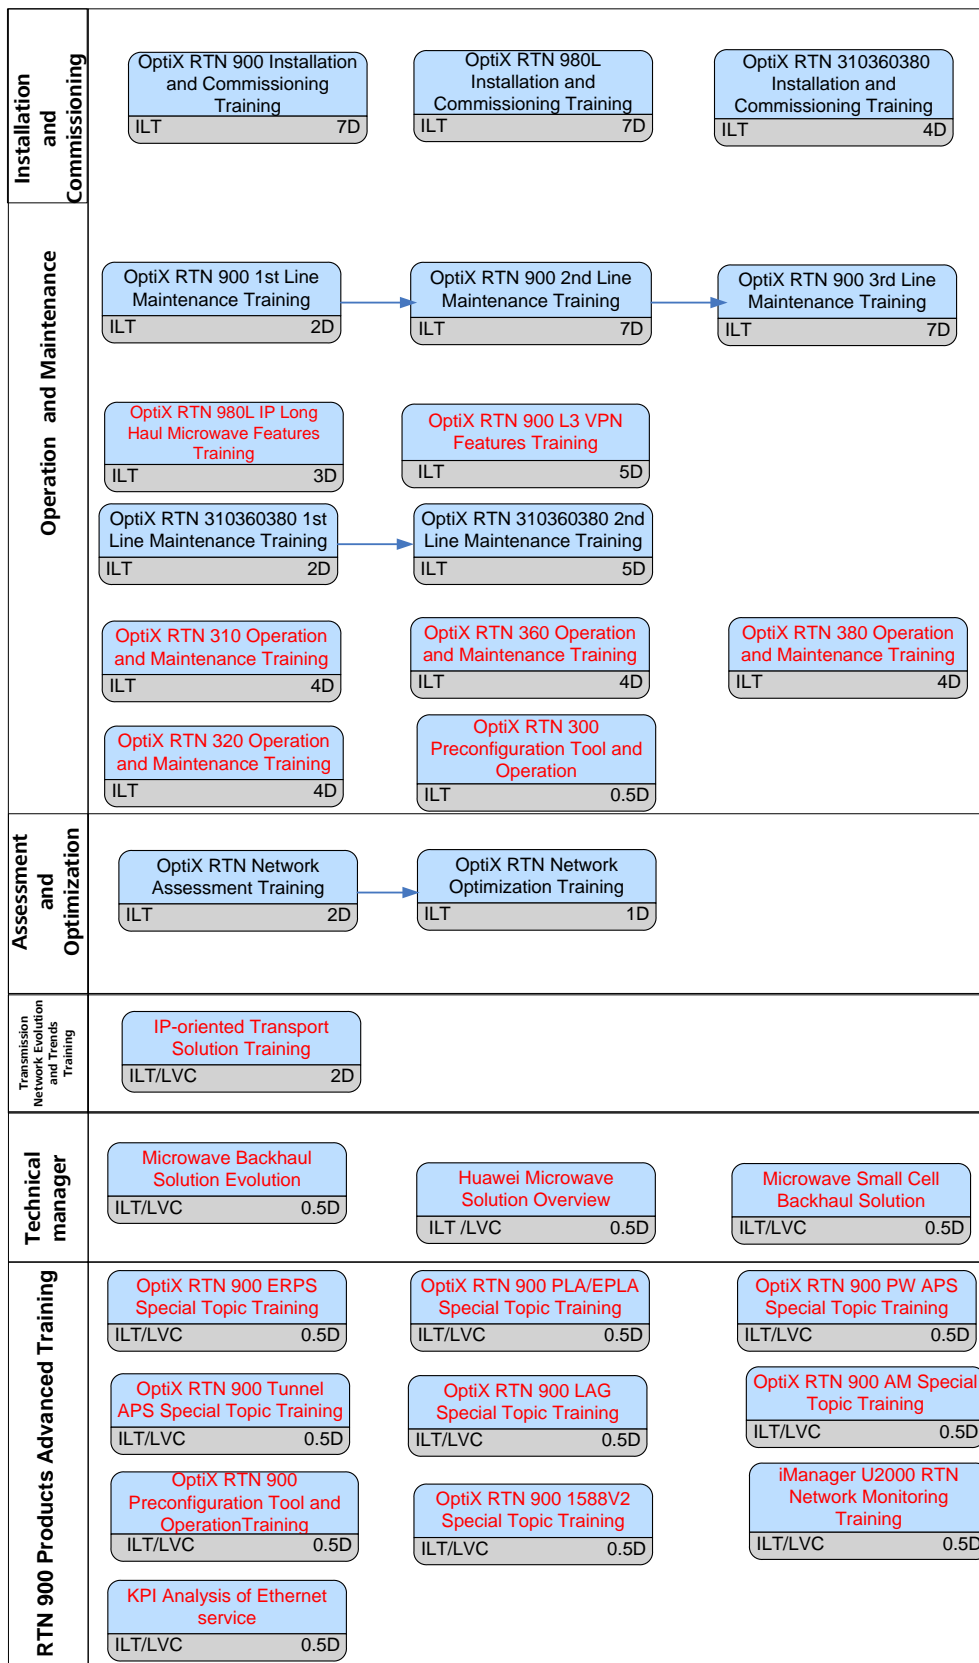 Installation
and
Commissioning
OptiX RTN 900 Installation
and Commissioning
Training
ILT 7D
OptiX RTN 980L
Installation and
Commissioning Training
ILT 7D
OptiX RTN 310360380
Installation and
Commissioning Training
ILT 4D
Operation and Maintenance
OptiX RTN 900 1st Line
Maintenance Training
ILT 2D
OptiX RTN 900 2nd Line
Maintenance Training
ILT 7D
OptiX RTN 900 3rd Line
Maintenance Training
ILT 7D
OptiX RTN 980L IP Long
Haul Microwave Features
Training
ILT 3D
OptiX RTN 900 L3 VPN
Features Training
ILT 5D
OptiX RTN 310360380 1st
Line Maintenance Training
ILT 2D
OptiX RTN 310360380 2nd
Line Maintenance Training
ILT 5D
OptiX RTN 310 Operation
and Maintenance Training
ILT 4D
OptiX RTN 360 Operation
and Maintenance Training
ILT 4D
OptiX RTN 380 Operation
and Maintenance Training
ILT 4D
OptiX RTN 320 Operation
and Maintenance Training
ILT 4D
OptiX RTN 300
Preconfiguration Tool and
Operation
ILT 0.5D
Assessment
and
Optimization
OptiX RTN Network
Assessment Training
ILT 2D
OptiX RTN Network
Optimization Training
ILT 1D
Transmission
Network Evolution
and Trends
Training
IP-oriented Transport
Solution Training
ILT/LVC 2D
Technical
manager
Microwave Backhaul
Solution Evolution
ILT/LVC 0.5D
Huawei Microwave
Solution Overview
ILT /LVC 0.5D
Microwave Small Cell
Backhaul Solution
ILT/LVC 0.5D
RTN 900 Products Advanced Training
OptiX RTN 900 ERPS
Special Topic Training
ILT/LVC 0.5D
OptiX RTN 900 PLA/EPLA
Special Topic Training
ILT/LVC 0.5D
OptiX RTN 900 PW APS
Special Topic Training
ILT/LVC 0.5D
OptiX RTN 900 Tunnel
APS Special Topic Training
ILT/LVC 0.5D
OptiX RTN 900 LAG
Special Topic Training
ILT/LVC 0.5D
OptiX RTN 900 AM Special
Topic Training
ILT/LVC 0.5D
OptiX RTN 900
Preconfiguration Tool and
OperationTraining
ILT/LVC 0.5D
OptiX RTN 900 1588V2
Special Topic Training
ILT/LVC 0.5D
iManager U2000 RTN
Network Monitoring
Training
ILT/LVC 0.5D
KPI Analysis of Ethernet
service
ILT/LVC 0.5D